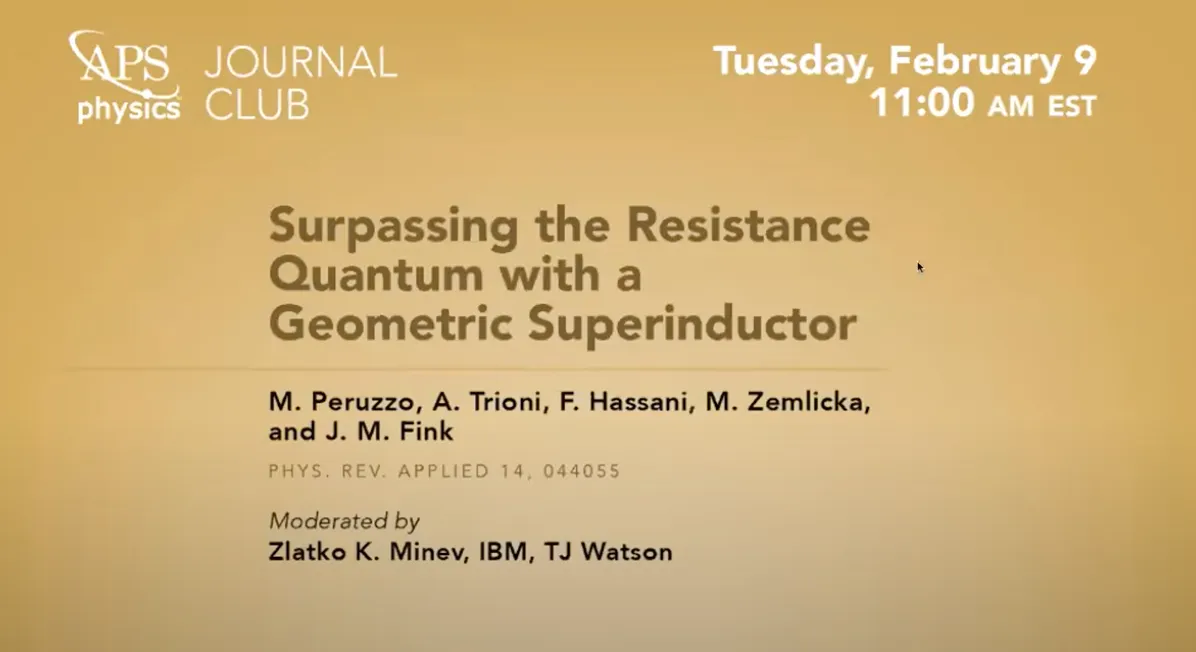 APS
physics
JOURNAL
CLUB
Tuesday, February 9
11:00 AM EST
Surpassing the Resistance
Quantum with a
Geometric Superinductor
M. Peruzzo, A. Trioni, F. Hassani, M. Zemlicka,
and J. M. Fink
PHYS. REV. APPLIED 14, 044055
Moderated by
Zlatko K. Minev, IBM, TJ Watson